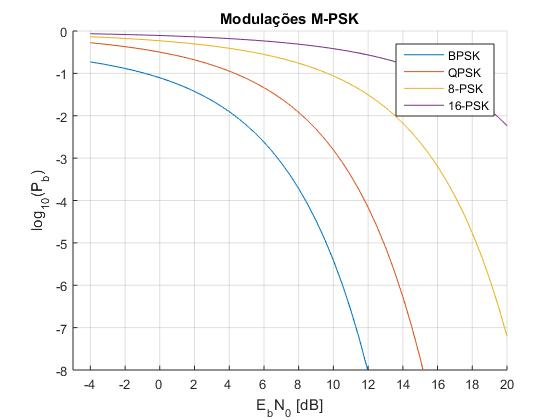 Modulações M-PSK
BPSK
QPSK
8-PSK
16-PSK
0
-1
-2
-3
-4
-5
-6
-7
-8
log10(Pb)
-4 -2 0 2 4 6 8 10 12 14 16 18 20
EbN0 [dB]